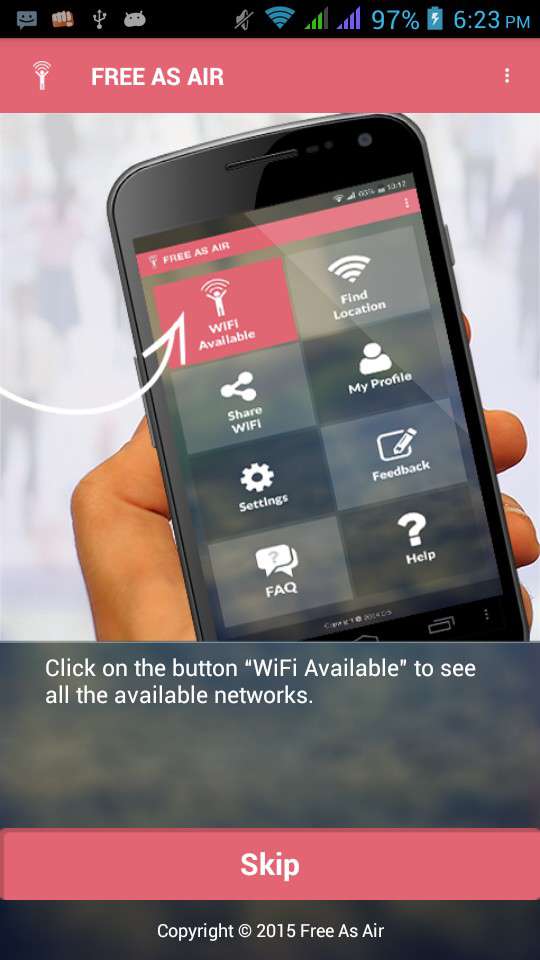 97% 6:23 PM
FREE AS AIR
FREE AS AIR
WiFi
Available
Find
Location
Share
WiFi
My Profile
Settings
Feedback
FAQ
Help
Click on the button “WiFi Available" to see
all the available networks.
Skip
Copyright © 2015 Free As Air